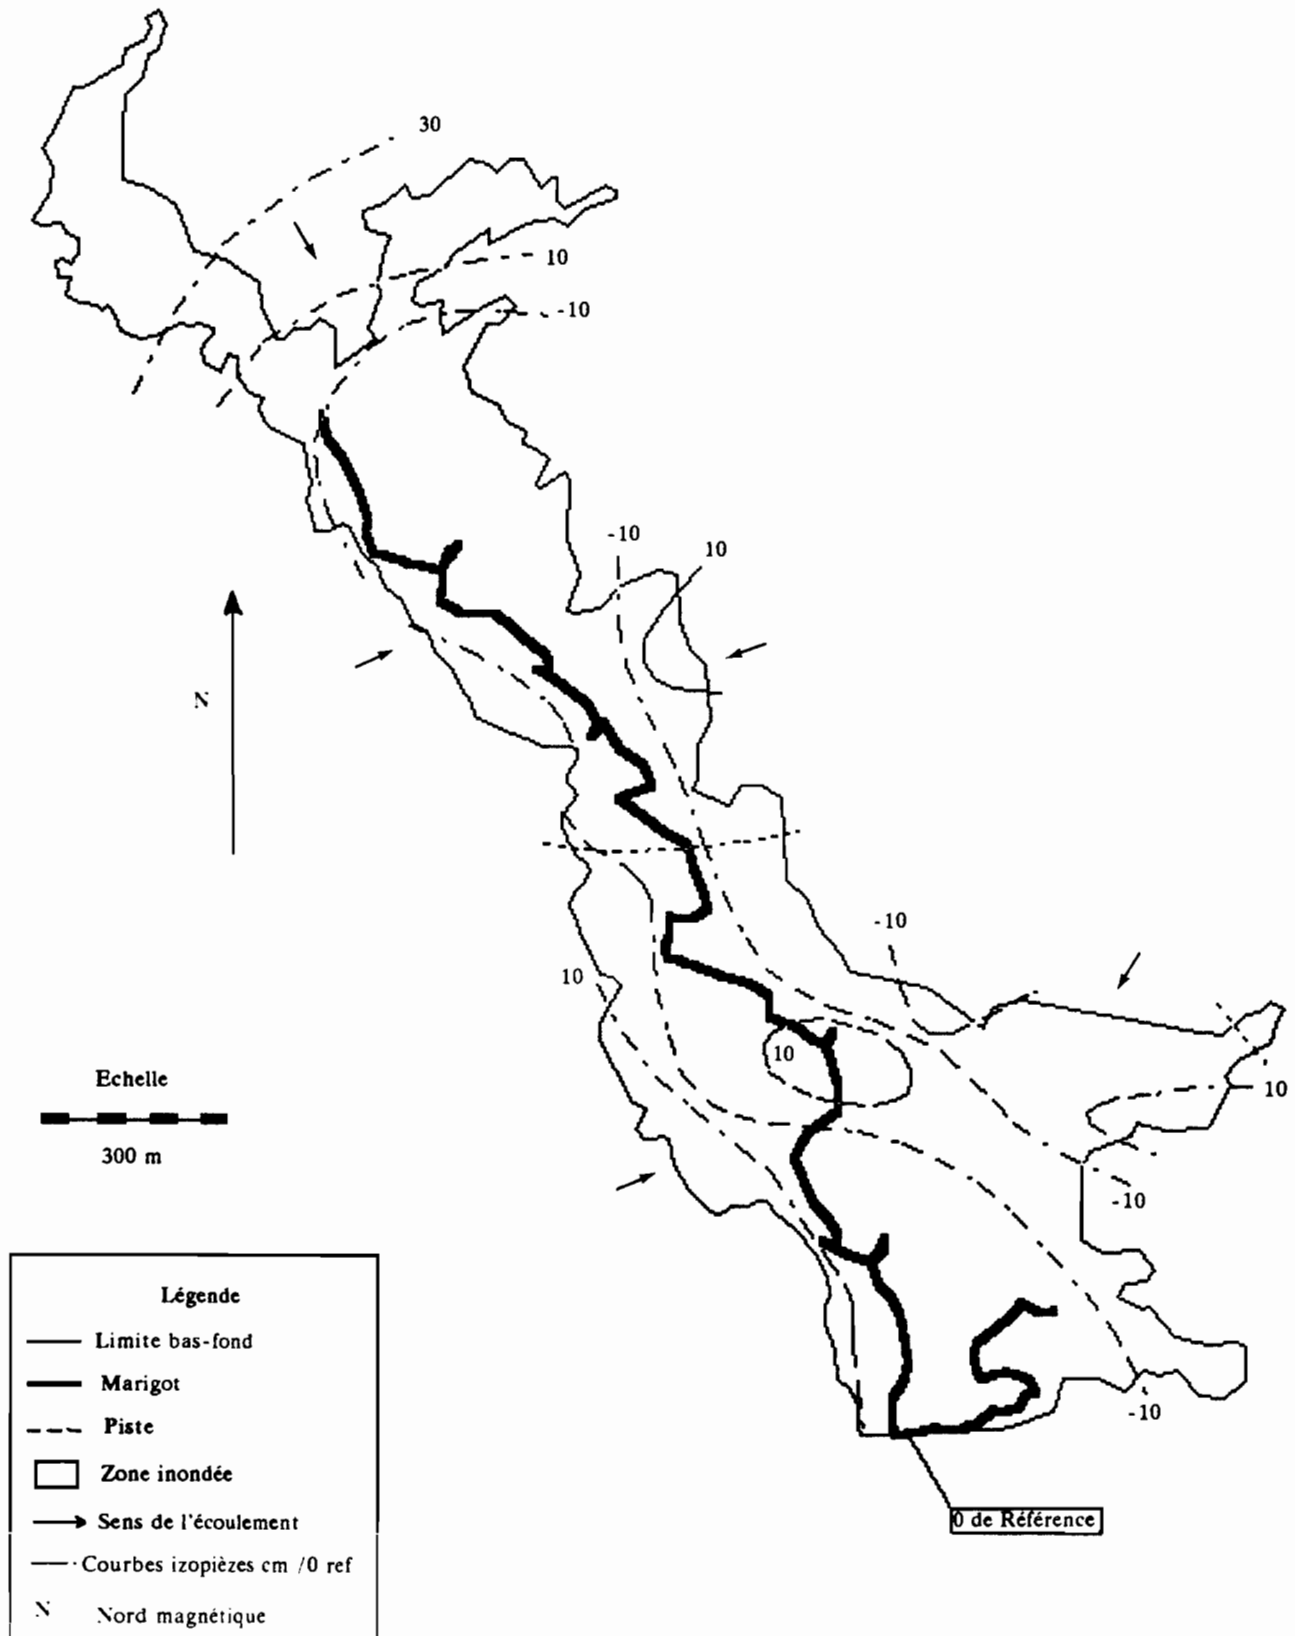 30
10
-10
-10
10
N
-10
10
10
10
Echelle
300 m
-10
-10
Légende
Limite bas-fond
Marigot
Piste
Zone inondée
Sens de l'écoulement
Courbes izopièzes cm /0 ref
N Nord magnétique
0 de Référence